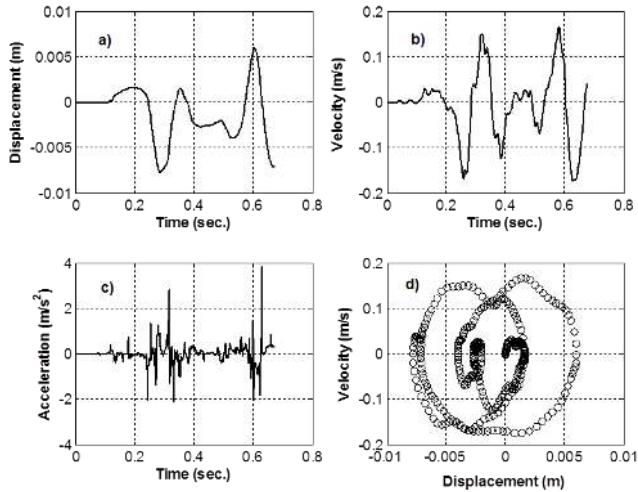 a)
0.01
0.005
0
-0.005
-0.01
Displacement (m)
0 0.2 0.4 0.6 0.8
Time (sec.)
b)
0.2
0.1
0
-0.1
-0.2
Velocity (m/s)
0 0.2 0.4 0.6 0.8
Time (sec.)
c)
4
2
0
-2
-4
Acceleration (m/s²)
0 0.2 0.4 0.6 0.8
Time (sec.)
d)
0.2
0.1
0
-0.1
-0.2
Velocity (m/s)
-0.01 -0.005 0 0.005 0.01
Displacement (m)